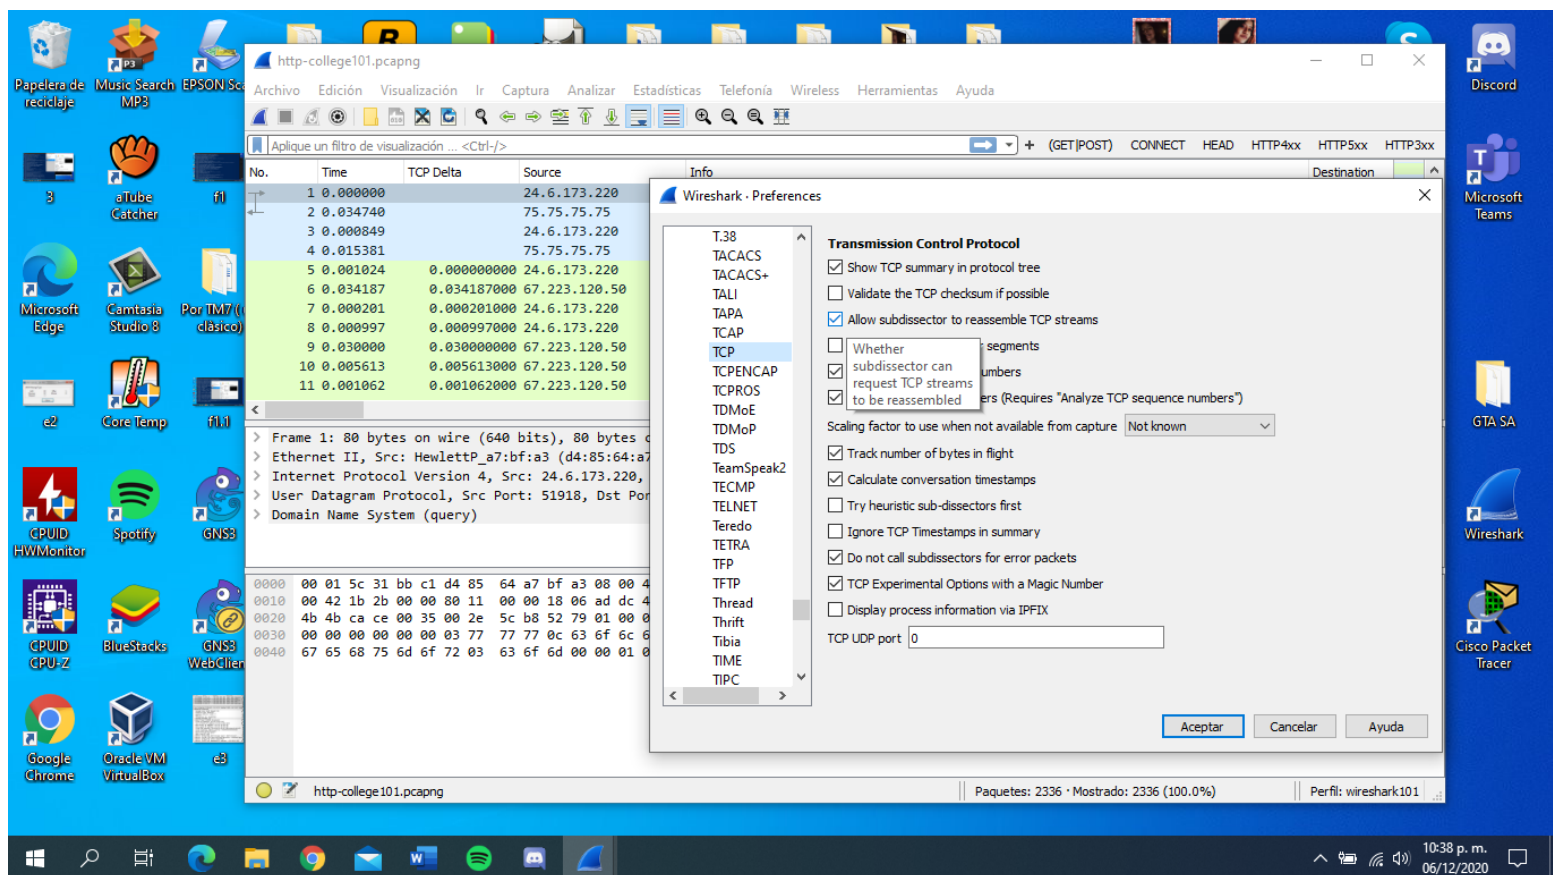 Papelera de
reciclaje
Music Search
MP3
EPSON Sc
3
aTube
Catcher
f1
Microsoft
Edge
Camtasia
Studio 8
Por TM7 (
clásico)
e2
Core Temp
f1.1
CPUID
HWMonitor
Spotify
GNS3
CPUID
CPU-Z
BlueStacks
GNS3
WebClien
Google
Chrome
Oracle VM
VirtualBox
e3
Discord
Microsoft
Teams
GTA SA
Wireshark
Cisco Packet
Tracer
http-college101.pcapng
Archivo Edición Visualización Ir Captura Analizar Estadísticas Telefonía Wireless Herramientas Ayuda
Aplique un filtro de visualización ... <Ctrl-/> + (GET|POST) CONNECT HEAD HTTP4xx HTTP5xx HTTP3xx
No. Time TCP Delta Source Info Destination
1 0.000000 24.6.173.220
2 0.034740 75.75.75.75
3 0.000849 24.6.173.220
4 0.015381 75.75.75.75
5 0.001024 0.000000000 24.6.173.220
6 0.034187 0.034187000 67.223.120.50
7 0.000201 0.000201000 24.6.173.220
8 0.000997 0.000997000 24.6.173.220
9 0.030000 0.030000000 67.223.120.50
10 0.005613 0.005613000 67.223.120.50
11 0.001062 0.001062000 67.223.120.50
> Frame 1: 80 bytes on wire (640 bits), 80 bytes c
> Ethernet II, Src: HewlettP_a7:bf:a3 (d4:85:64:a7
> Internet Protocol Version 4, Src: 24.6.173.220,
> User Datagram Protocol, Src Port: 51918, Dst Por
> Domain Name System (query)
0000 00 01 5c 31 bb c1 d4 85 64 a7 bf a3 08 00 4
0010 00 42 1b 2b 00 00 80 11 00 00 18 06 ad dc 4
0020 4b 4b ca ce 00 35 00 2e 5c b8 52 79 01 00 0
0030 00 00 00 00 00 00 03 77 77 77 0c 63 6f 6c 6
0040 67 65 68 75 6d 6f 72 03 63 6f 6d 00 00 01 0
http-college101.pcapng
Paquetes: 2336 · Mostrado: 2336 (100.0%)
Perfil: wireshark101
Wireshark · Preferences
T.38
TACACS
TACACS+
TALI
TAPA
TCAP
TCP
TCPENCAP
TCPROS
TDMoE
TDMoP
TDS
TeamSpeak2
TECMP
TELNET
Teredo
TETRA
TFP
TFTP
Thread
Thrift
Tibia
TIME
TIPC
Transmission Control Protocol
Show TCP summary in protocol tree
Validate the TCP checksum if possible
Allow subdissector to reassemble TCP streams
segments
umbers
ers (Requires "Analyze TCP sequence numbers")
Whether
subdissector can
request TCP streams
to be reassembled
Scaling factor to use when not available from capture Not known
Track number of bytes in flight
Calculate conversation timestamps
Try heuristic sub-dissectors first
Ignore TCP Timestamps in summary
Do not call subdissectors for error packets
TCP Experimental Options with a Magic Number
Display process information via IPFIX
TCP UDP port 0
Aceptar Cancelar Ayuda
10:38 p. m.
06/12/2020